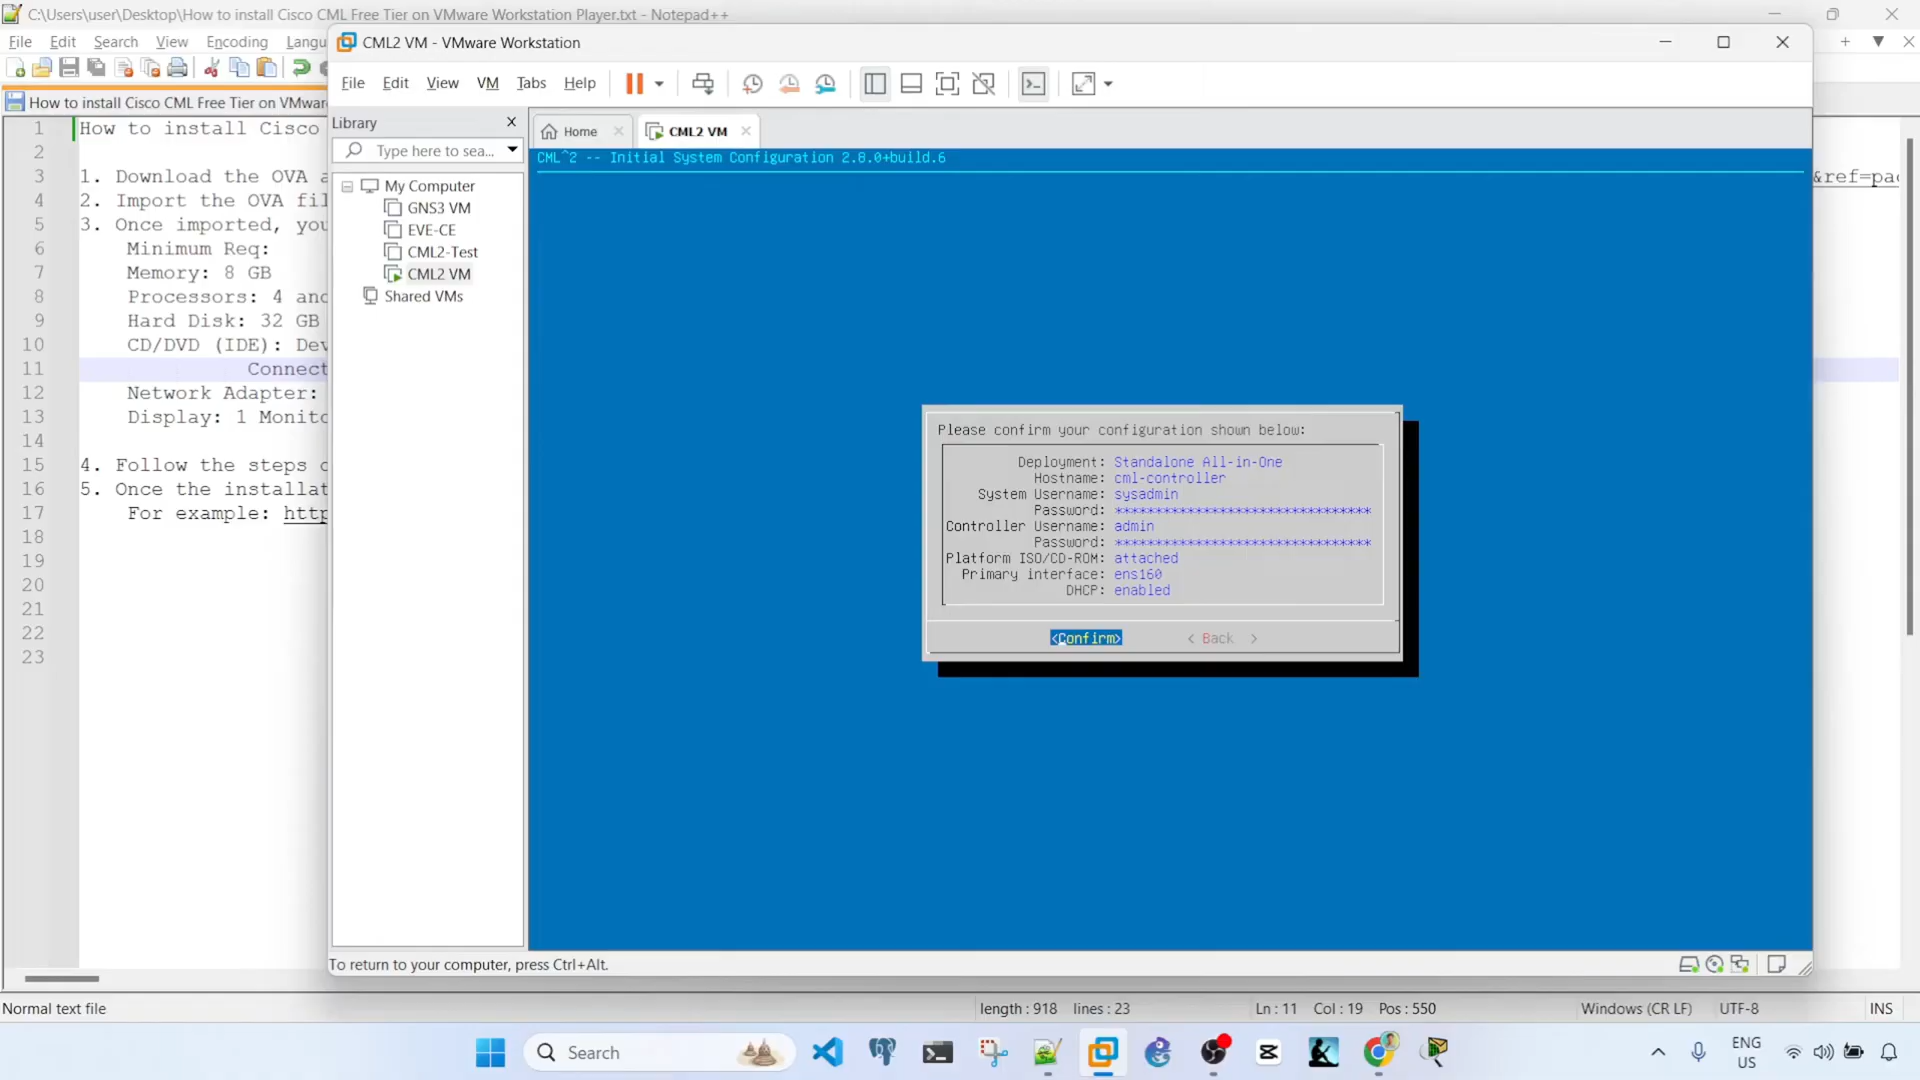 C:\Users\user\Desktop\How to install Cisco CML Free Tier on VMware Workstation Player.txt - Notepad++
File Edit Search View Encoding Langu
How to install Cisco CML Free Tier on VMwar
1 How to install Cisco
2
3 1. Download the OVA a
&ref=pac
4 2. Import the OVA fil
5 3. Once imported, you
6 Minimum Req:
7 Memory: 8 GB
8 Processors: 4 and
9 Hard Disk: 32 GB
10 CD/DVD (IDE): Dev
11 Connect
12 Network Adapter:
13 Display: 1 Monito
14
15 4. Follow the steps o
16 5. Once the installat
17 For example: http
18
19
20
21
22
23
CML2 VM - VMware Workstation
File Edit View VM Tabs Help
Library
Type here to sea...
My Computer
GNS3 VM
EVE-CE
CML2-Test
CML2 VM
Shared VMs
Home
CML2 VM
CML^2 -- Initial System Configuration 2.8.0+build.6
Please confirm your configuration shown below:
Deployment: Standalone All-in-One
Hostname: cml-controller
System Username: sysadmin
Password: ********************************
Controller Username: admin
Password: ********************************
Platform ISO/CD-ROM: attached
Primary interface: ens160
DHCP: enabled
<Confirm> < Back >
To return to your computer, press Ctrl+Alt.
Normal text file length : 918 lines : 23 Ln : 11 Col : 19 Pos : 550 Windows (CR LF) UTF-8 INS
Search
ENG
US